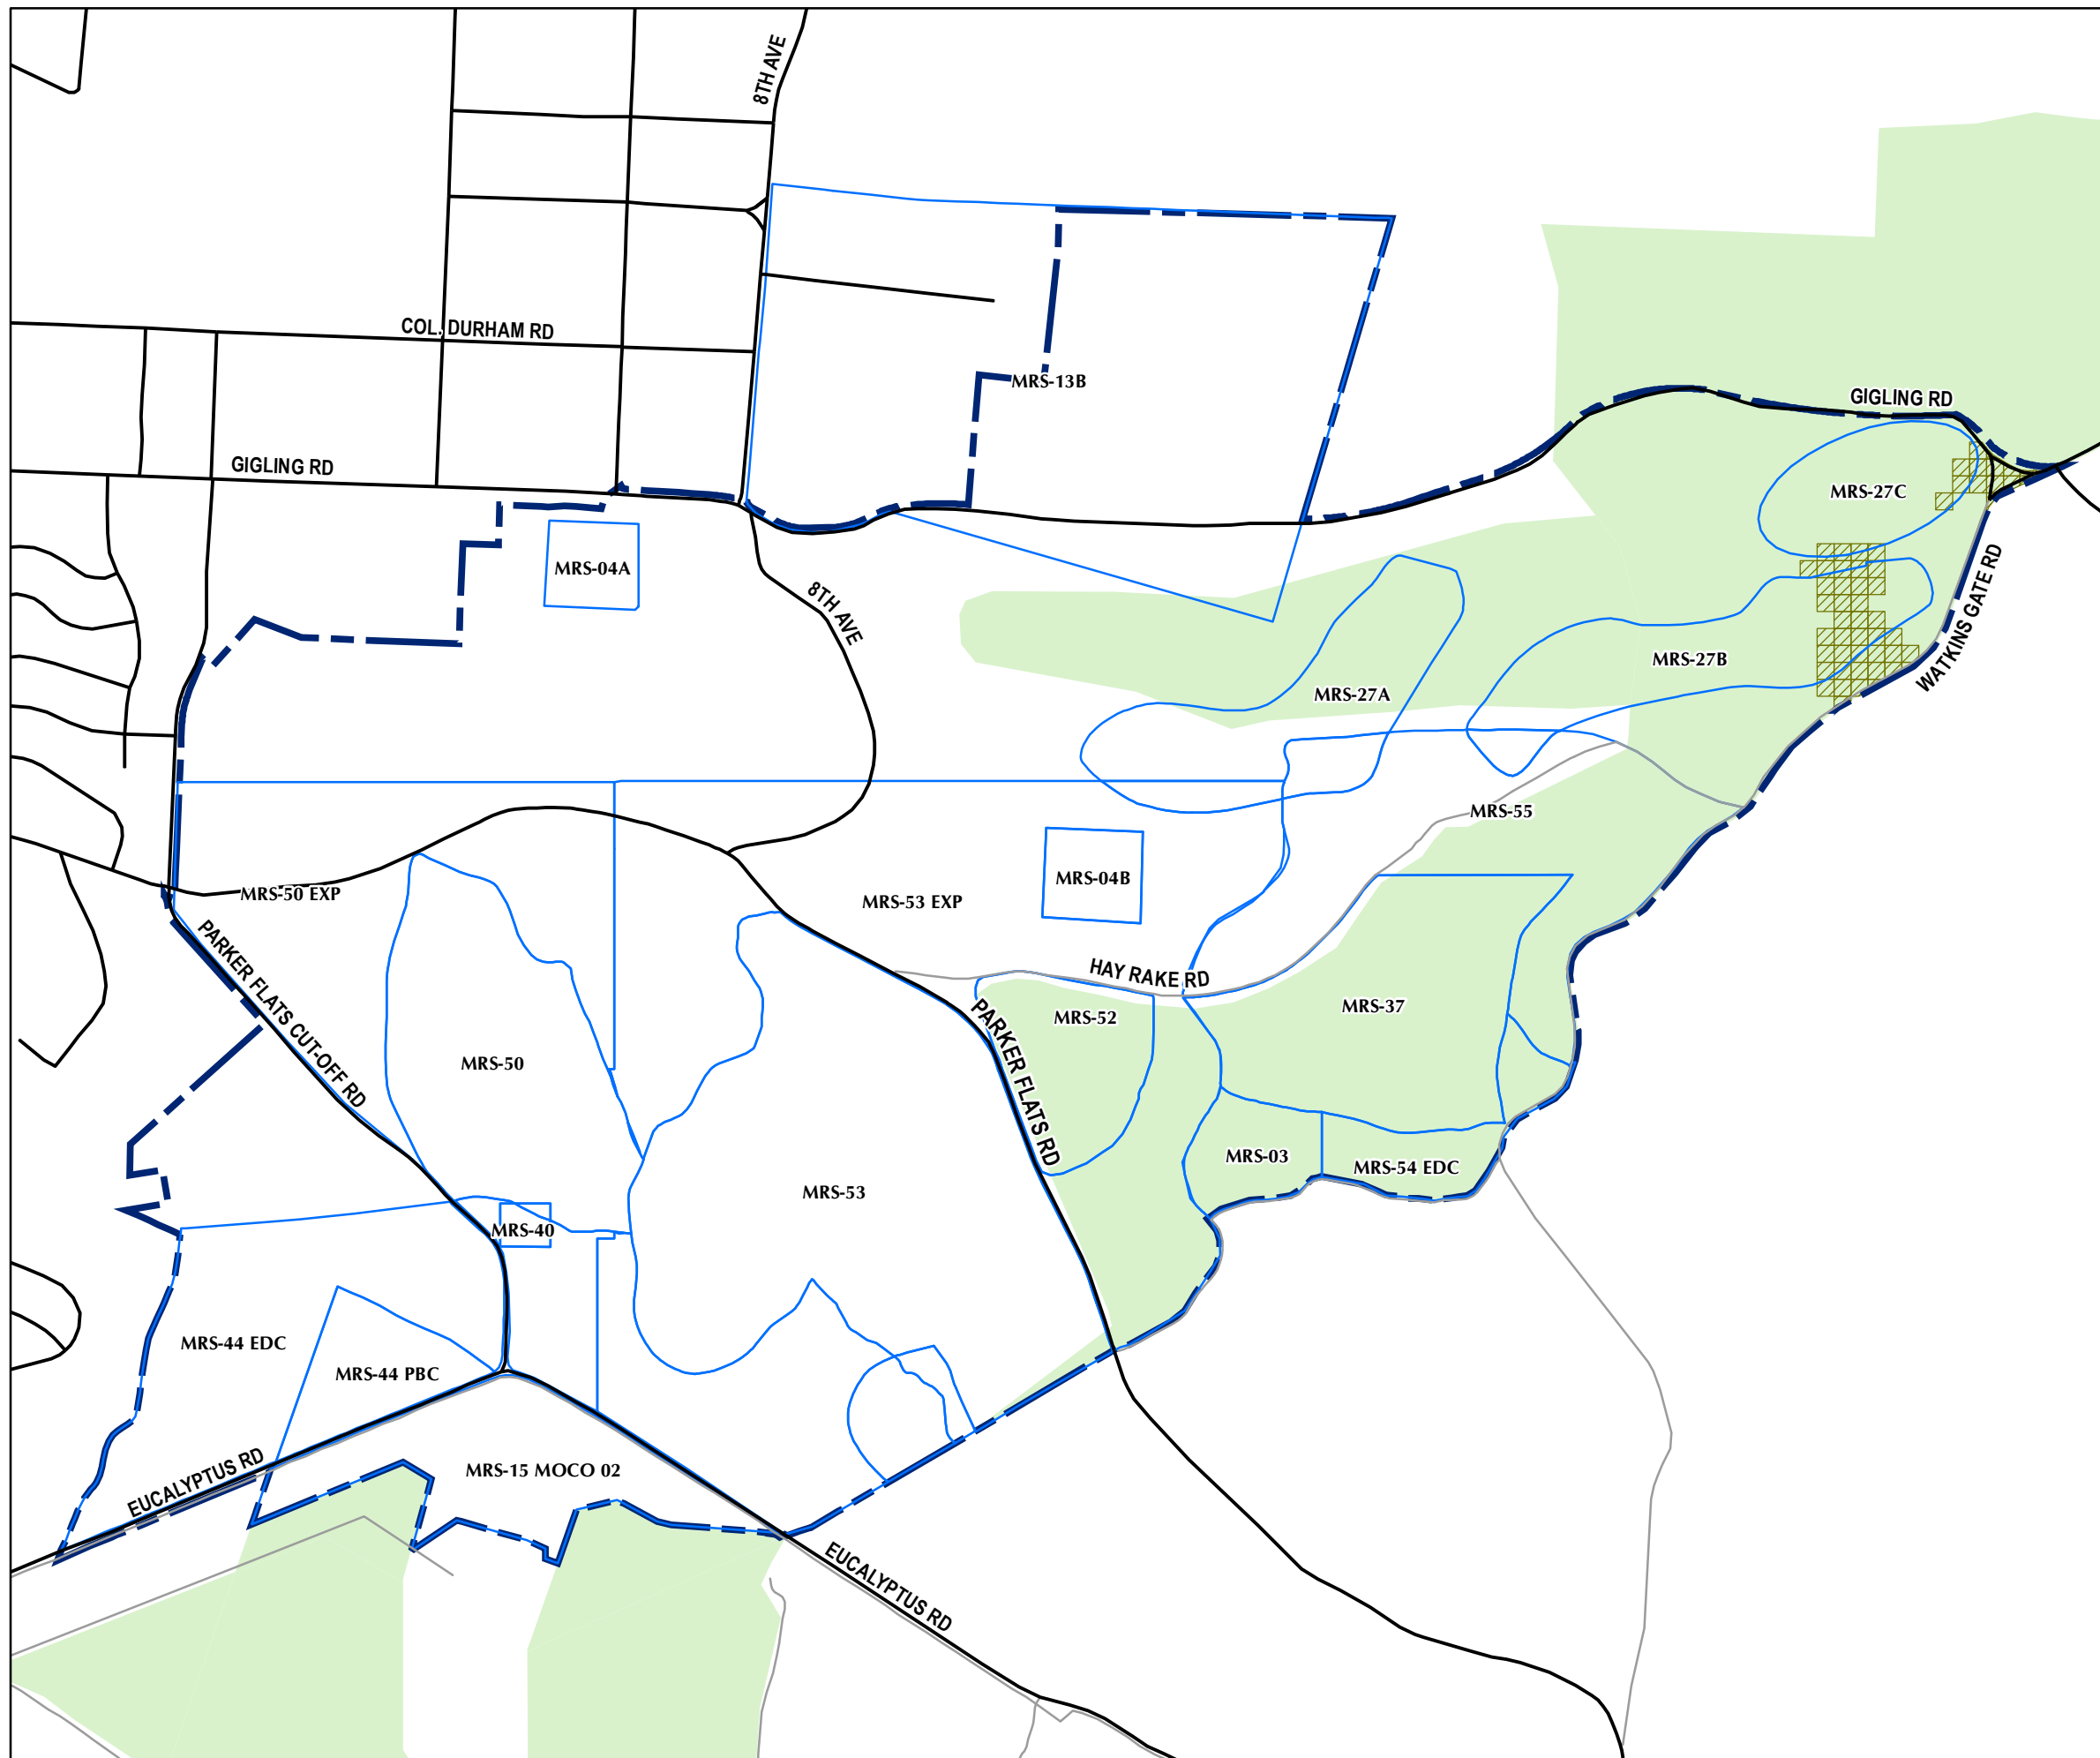 8TH AVE
COL. DURHAM RD
MRS-13B
GIGLING RD
GIGLING RD
MRS-27C
MRS-04A
8TH AVE
WATKINS GATE RD
MRS-27B
MRS-27A
MRS-55
MRS-04B
MRS-50 EXP
MRS-53 EXP
PARKER FLATS CUT-OFF RD
HAY RAKE RD
MRS-37
MRS-52
PARKER FLATS RD
MRS-50
MRS-03
MRS-54 EDC
MRS-53
MRS-40
MRS-44 EDC
MRS-44 PBC
EUCALYPTUS RD
MRS-15 MOCO 02
EUCALYPTUS RD